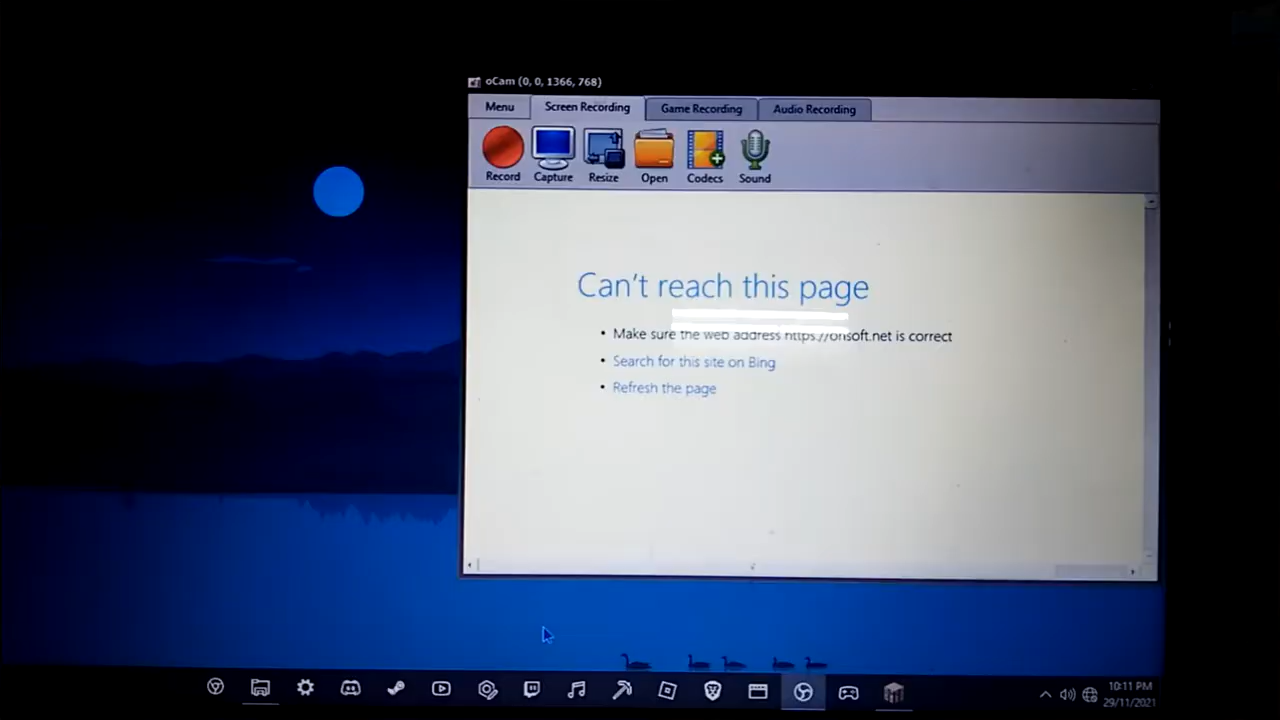 oCam (0, 0, 1366, 768)
Menu Screen Recording Game Recording Audio Recording
Record Capture Resize Open Codecs Sound
Can't reach this page
• Make sure the web address https://ohsoft.net is correct
• Search for this site on Bing
• Refresh the page
10:11 PM
29/11/2021